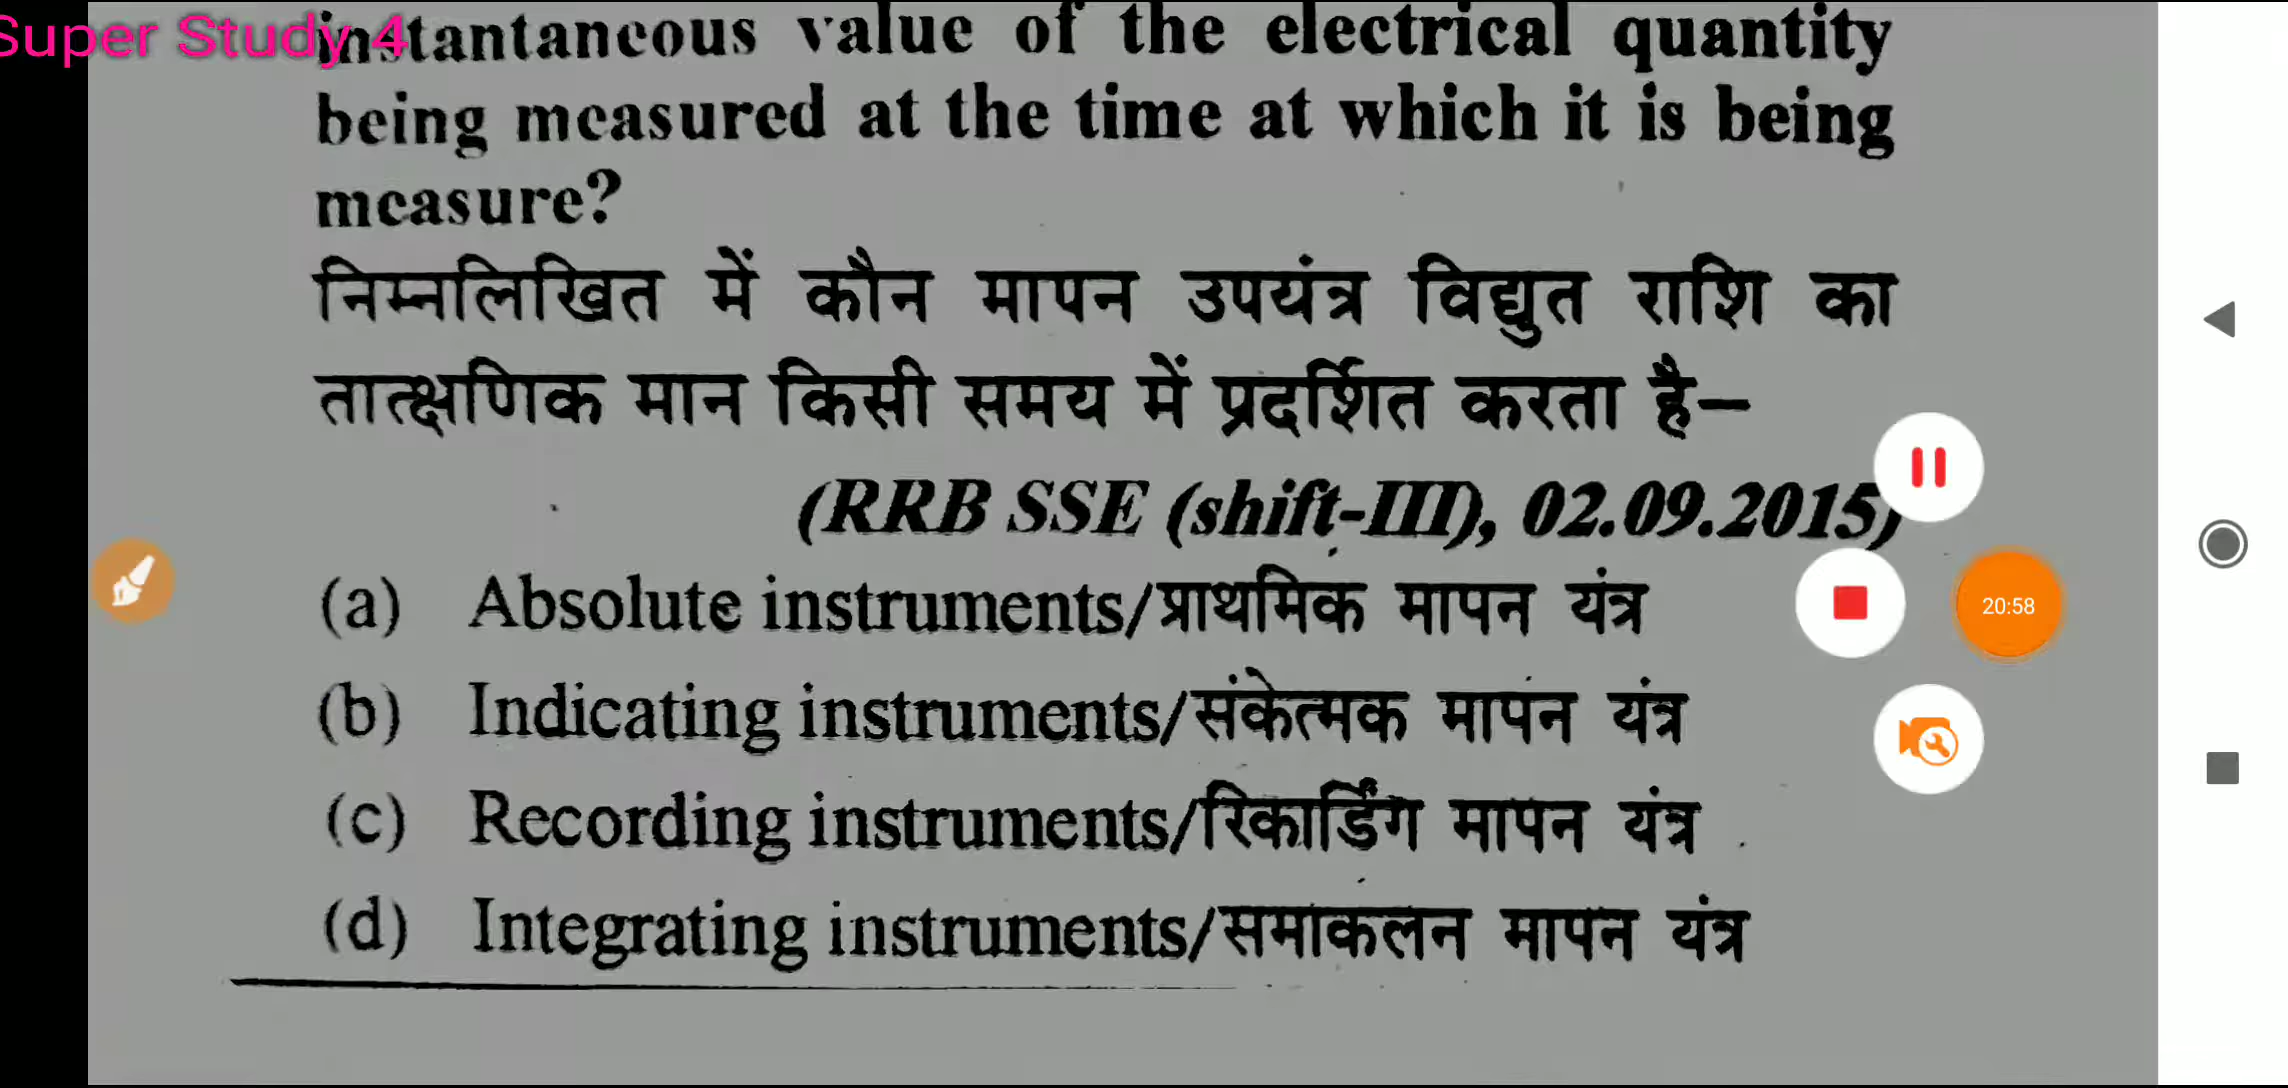 Super Study 4
instantaneous value of the electrical quantity
being measured at the time at which it is being
measure?
निम्नलिखित में कौन मापन उपयंत्र विद्युत राशि का
तात्क्षणिक मान किसी समय में प्रदर्शित करता है–
(RRB SSE (shift-III), 02.09.2015)
(a) Absolute instruments/प्राथमिक मापन यंत्र
(b) Indicating instruments/संकेत्मक मापन यंत्र
(c) Recording instruments/रिकार्डिंग मापन यंत्र
(d) Integrating instruments/समाकलन मापन यंत्र
20:58